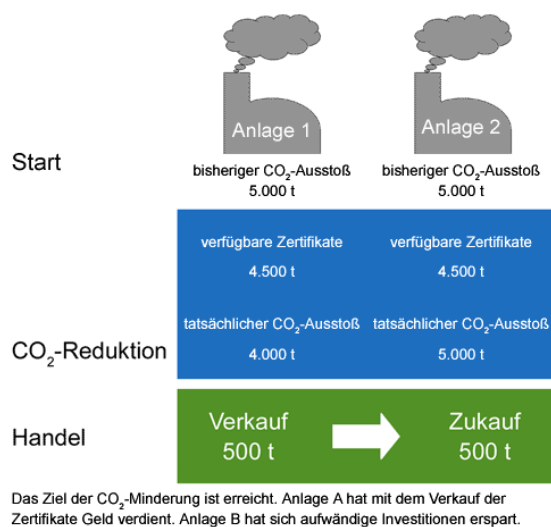 Anlage 1
Anlage 2
Start
bisheriger CO₂-Ausstoß
5.000 t
bisheriger CO₂-Ausstoß
5.000 t
verfügbare Zertifikate
4.500 t
verfügbare Zertifikate
4.500 t
CO₂-Reduktion
tatsächlicher CO₂-Ausstoß
4.000 t
tatsächlicher CO₂-Ausstoß
5.000 t
Handel
Verkauf
500 t
Zukauf
500 t
Das Ziel der CO₂-Minderung ist erreicht. Anlage A hat mit dem Verkauf der
Zertifikate Geld verdient. Anlage B hat sich aufwändige Investitionen erspart.